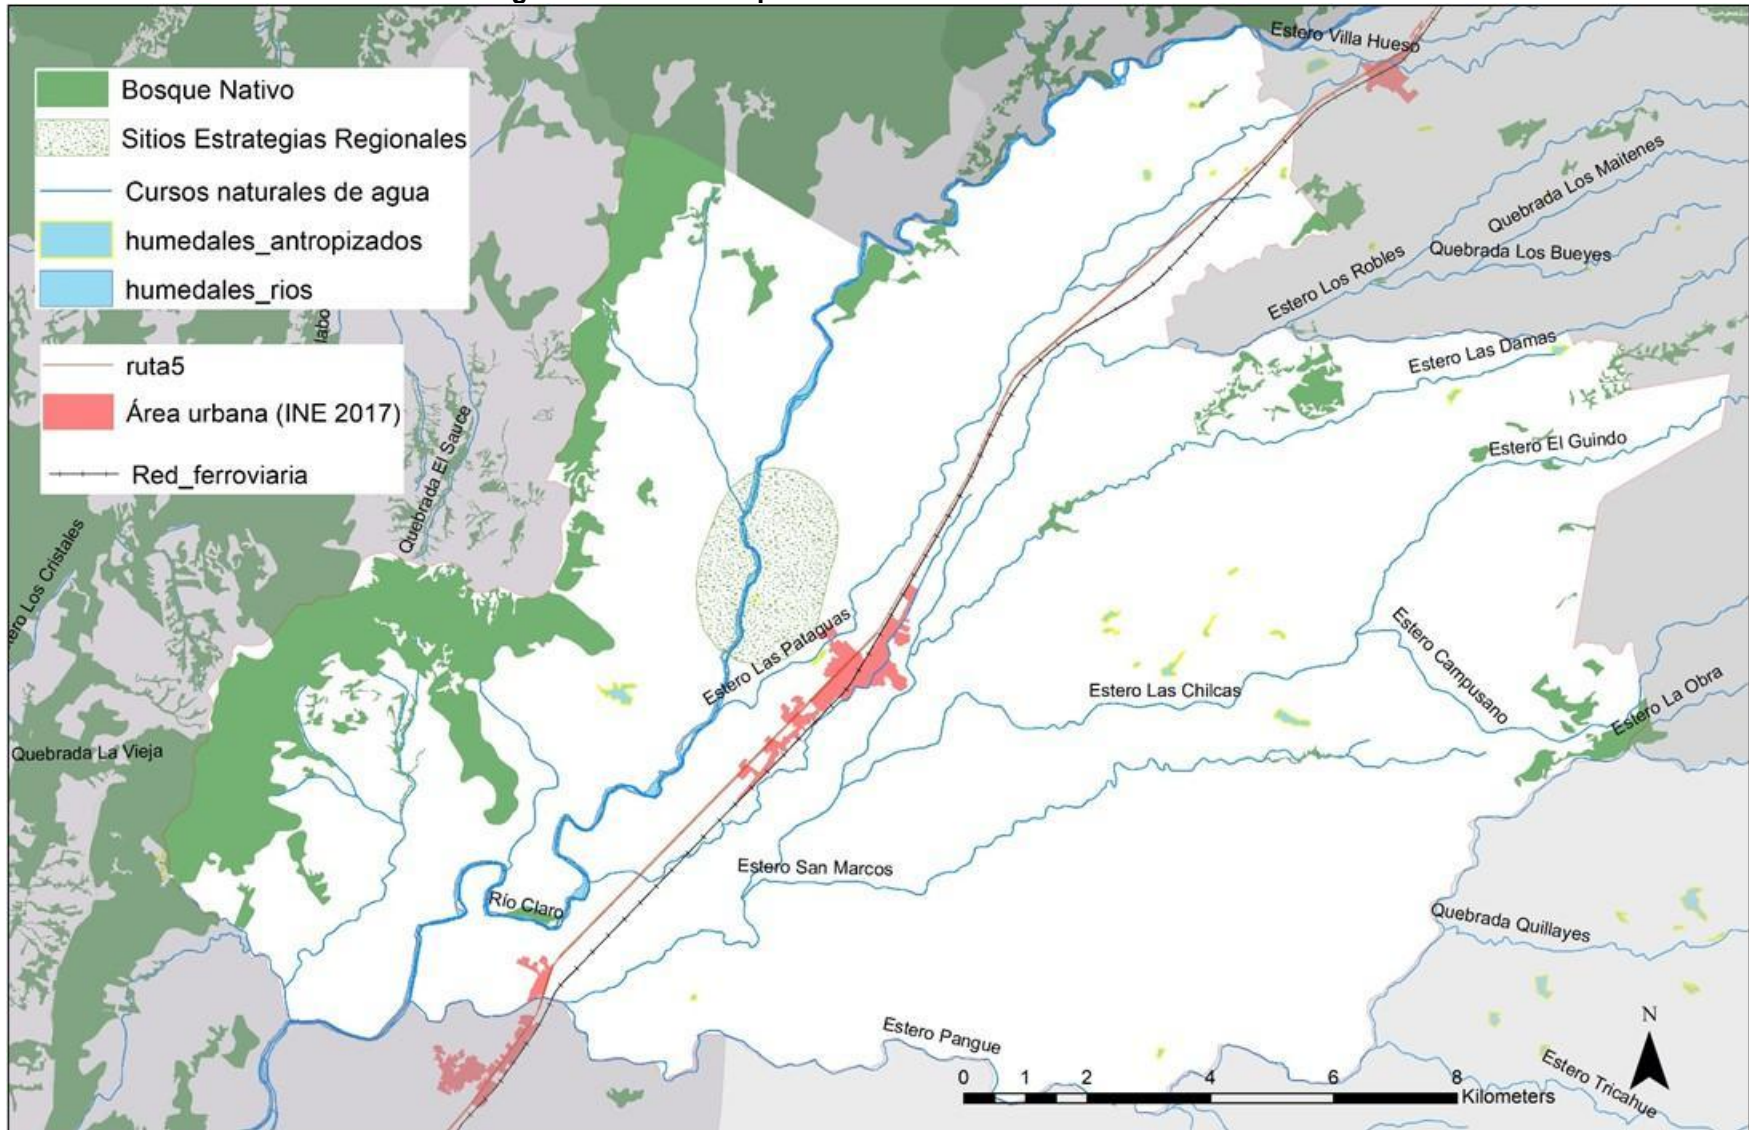 Bosque Nativo
Sitios Estrategias Regionales
Cursos naturales de agua
humedales_antropizados
humedales_rios
ruta5
Área urbana (INE 2017)
Red_ferroviaria
Estero Villa Hueso
Quebrada Los Maitenes
Quebrada Los Bueyes
Estero Los Robles
Estero Las Damas
Estero El Guindo
Quebrada El Sauce
Los Cristales
Estero Las Pataguas
Estero Campusano
Estero Las Chilcas
Estero La Obra
Quebrada La Vieja
Estero San Marcos
Río Claro
Quebrada Quillayes
Estero Pangue
Estero Tricahue
N
0 1 2 4 6 8
Kilometers